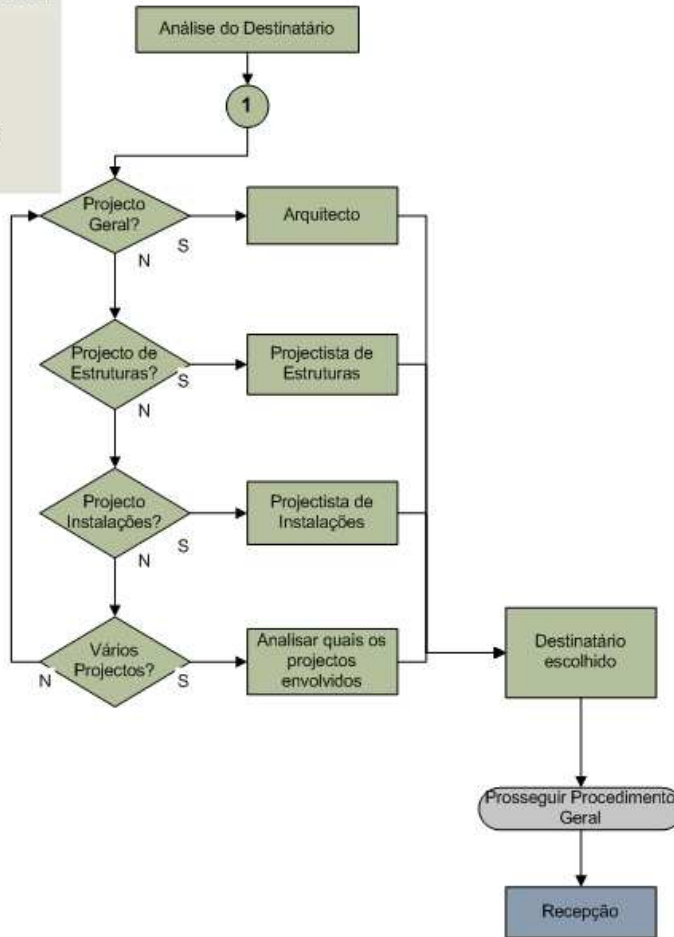 Análise do Destinatário
1
Projecto
Geral?
S
N
Arquitecto
Projecto de
Estruturas?
S
N
Projectista de
Estruturas
Projecto
Instalações?
S
N
Projectista de
Instalações
Vários
Projectos?
N
S
Analisar quais os
projectos
envolvidos
Destinatário
escolhido
Prosseguir Procedimento
Geral
Recepção